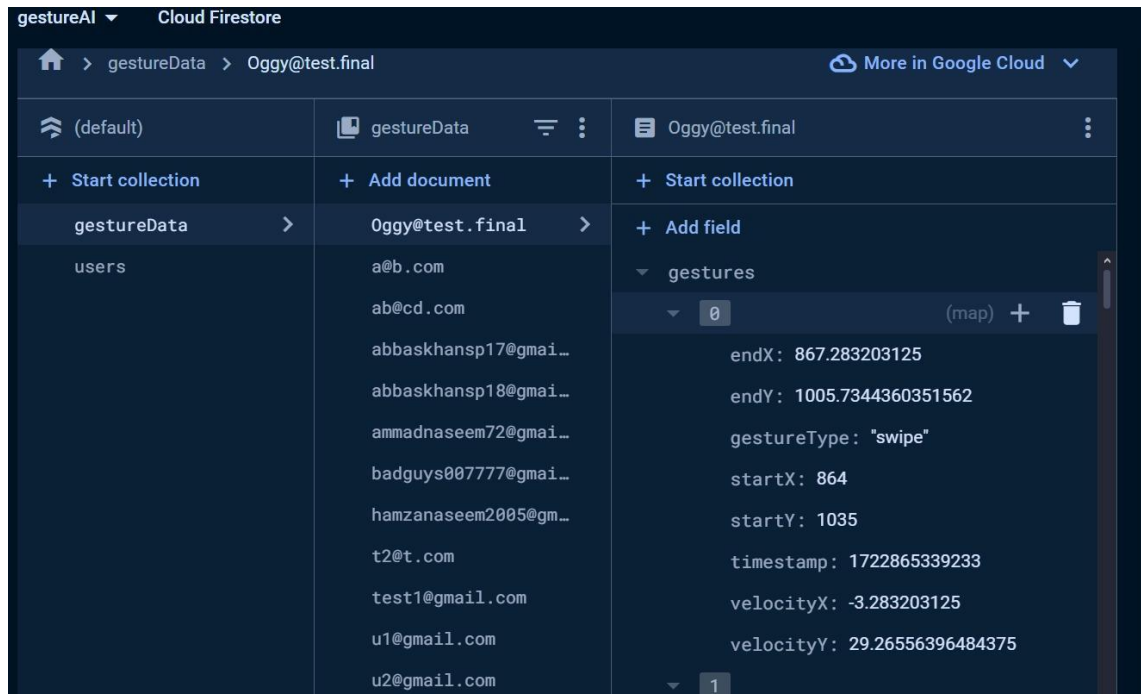 gestureAI Cloud Firestore
gestureData > Oggy@test.final More in Google Cloud
(default)
+ Start collection
gestureData
users
gestureData
+ Add document
Oggy@test.final
a@b.com
ab@cd.com
abbaskhansp17@gmai…
abbaskhansp18@gmai…
ammadnaseem72@gmai…
badguys007777@gmai…
hamzanaseem2005@gm…
t2@t.com
test1@gmail.com
u1@gmail.com
u2@gmail.com
Oggy@test.final
+ Start collection
+ Add field
gestures
0 (map) +
endX: 867.283203125
endY: 1005.7344360351562
gestureType: "swipe"
startX: 864
startY: 1035
timestamp: 1722865339233
velocityX: -3.283203125
velocityY: 29.26556396484375
1